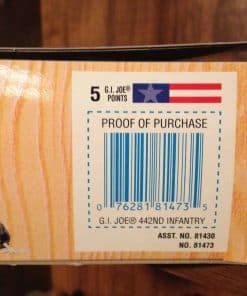 5 G.I. JOE®
POINTS
PROOF OF PURCHASE
0 76281 81473 5
G.I. JOE® 442ND INFANTRY
ASST. NO. 81430
NO. 81473